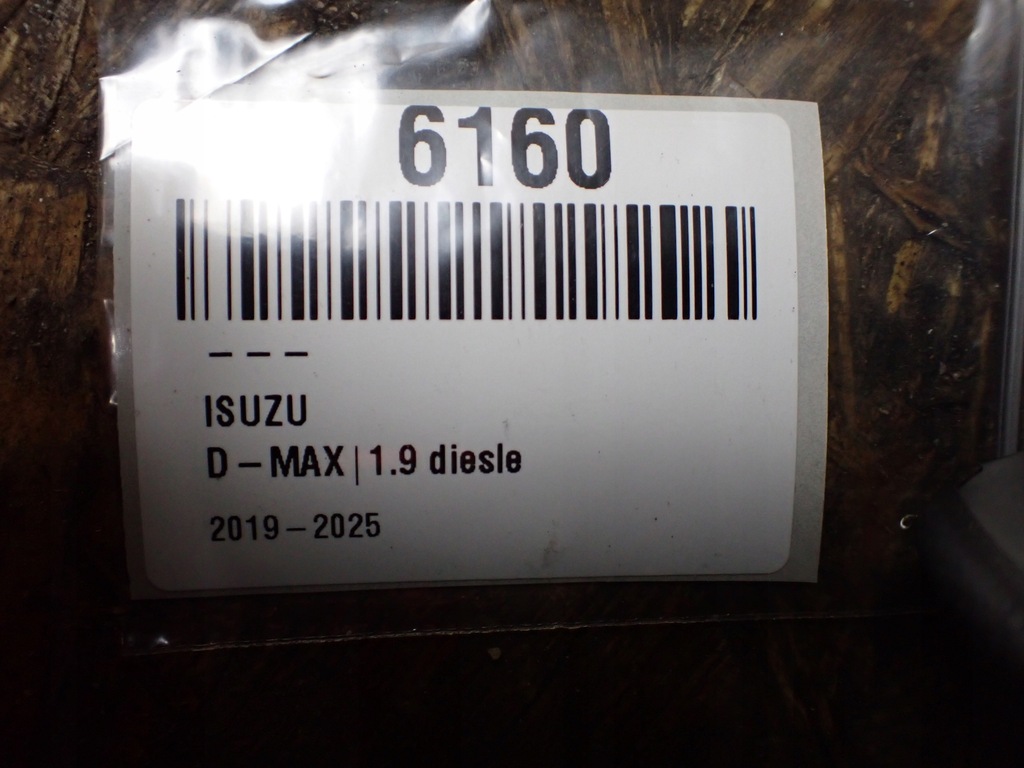 6160
– – –
ISUZU
D – MAX | 1.9 diesle
2019 – 2025